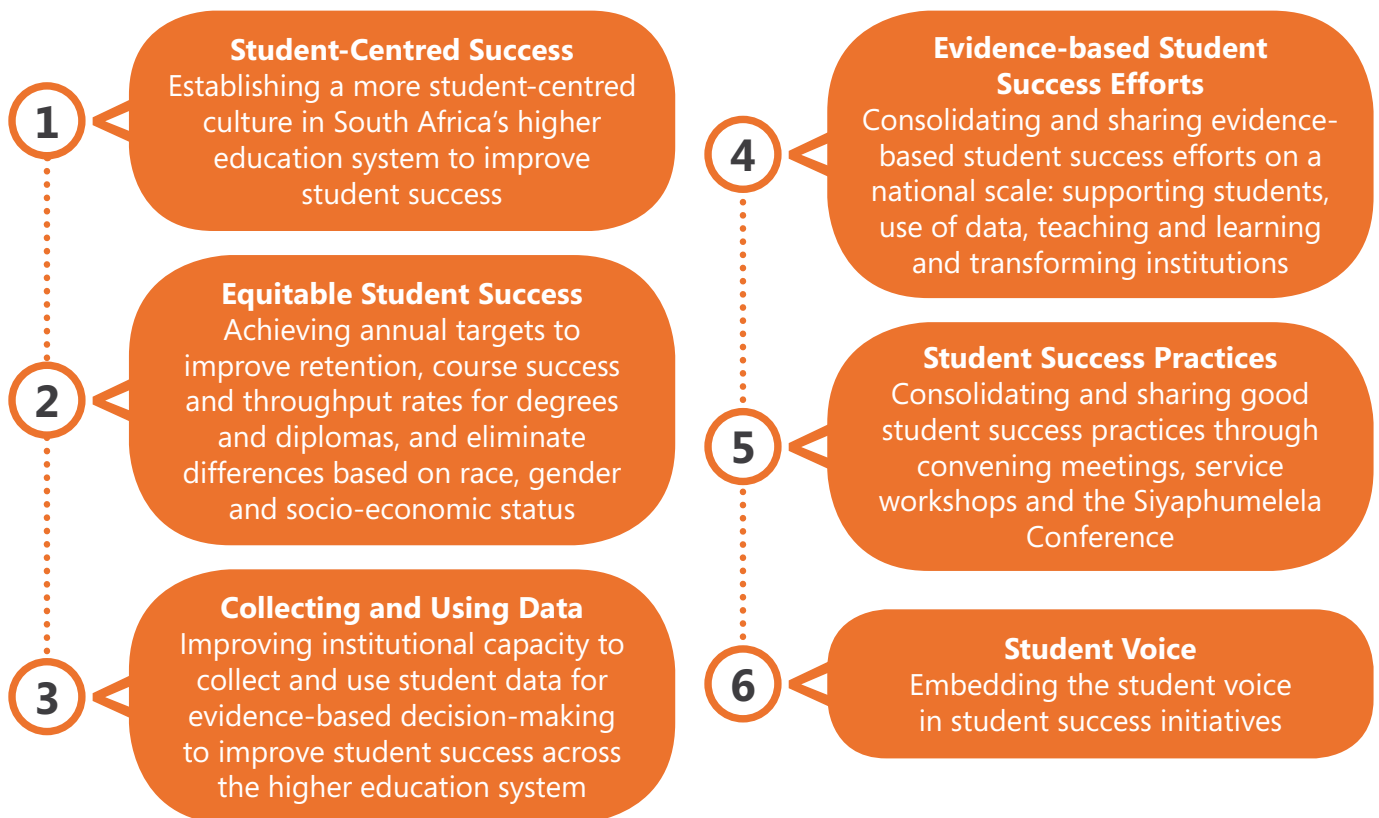 1
Student-Centred Success
Establishing a more student-centred
culture in South Africa's higher
education system to improve
student success
2
Equitable Student Success
Achieving annual targets to
improve retention, course success
and throughput rates for degrees
and diplomas, and eliminate
differences based on race, gender
and socio-economic status
3
Collecting and Using Data
Improving institutional capacity to
collect and use student data for
evidence-based decision-making
to improve student success across
the higher education system
4
Evidence-based Student
Success Efforts
Consolidating and sharing evidence-
based student success efforts on a
national scale: supporting students,
use of data, teaching and learning
and transforming institutions
5
Student Success Practices
Consolidating and sharing good
student success practices through
convening meetings, service
workshops and the Siyaphumelela
Conference
6
Student Voice
Embedding the student voice
in student success initiatives